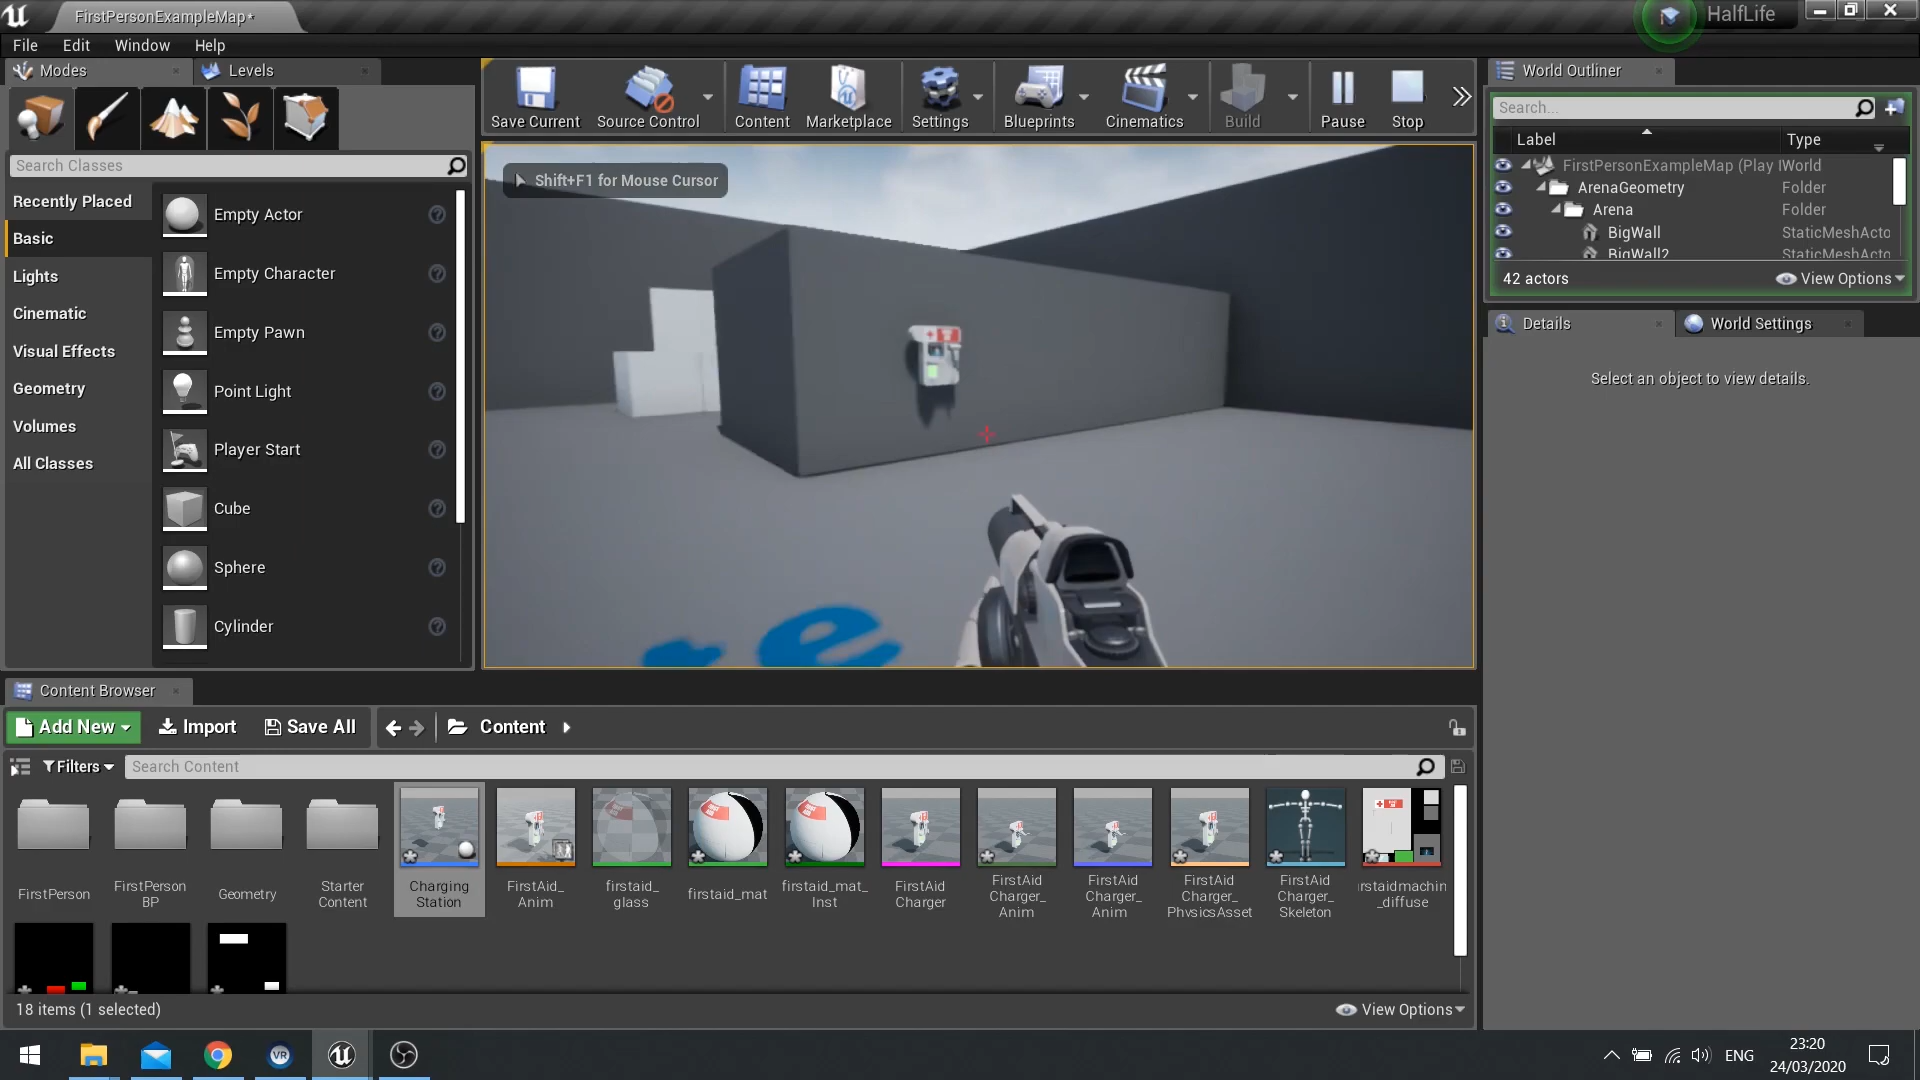 FirstPersonExampleMap*
HalfLife
File Edit Window Help
Modes
Levels
Search Classes
Recently Placed
Basic
Lights
Cinematic
Visual Effects
Geometry
Volumes
All Classes
Empty Actor
Empty Character
Empty Pawn
Point Light
Player Start
Cube
Sphere
Cylinder
Save Current
Source Control
Content
Marketplace
Settings
Blueprints
Cinematics
Build
Pause
Stop
Shift+F1 for Mouse Cursor
World Outliner
Search...
Label Type
FirstPersonExampleMap (Play I World
ArenaGeometry Folder
Arena Folder
BigWall StaticMeshActo
BigWall2 StaticMeshActo
42 actors
View Options
Details
World Settings
Select an object to view details.
Content Browser
Add New
Import
Save All
Content
Filters
Search Content
FirstPerson
FirstPerson
BP
Geometry
Starter
Content
Charging
Station
FirstAid_
Anim
firstaid_
glass
firstaid_mat
firstaid_mat_
Inst
FirstAid
Charger
FirstAid
Charger_
Anim
FirstAid
Charger_
Anim
FirstAid
Charger_
PhysicsAsset
FirstAid
Charger_
Skeleton
irstaidmachin
_diffuse
18 items (1 selected)
View Options
VR
ENG
23:20
24/03/2020